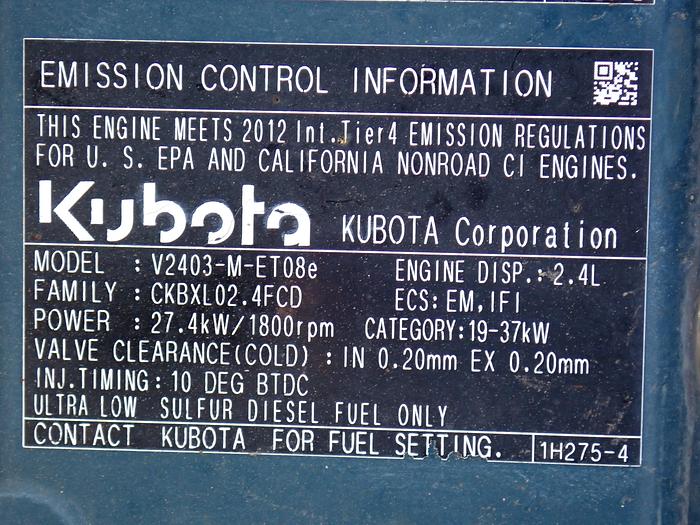 EMISSION CONTROL INFORMATION
THIS ENGINE MEETS 2012 Int.Tier4 EMISSION REGULATIONS
FOR U. S. EPA AND CALIFORNIA NONROAD CI ENGINES.
Kubota KUBOTA Corporation
MODEL : V2403-M-ET08e ENGINE DISP.: 2.4L
FAMILY : CKBXL02.4FCD ECS: EM,IFI
POWER : 27.4kW/1800rpm CATEGORY:19-37kW
VALVE CLEARANCE(COLD) : IN 0.20mm EX 0.20mm
INJ.TIMING: 10 DEG BTDC
ULTRA LOW SULFUR DIESEL FUEL ONLY
CONTACT KUBOTA FOR FUEL SETTING. 1H275-4